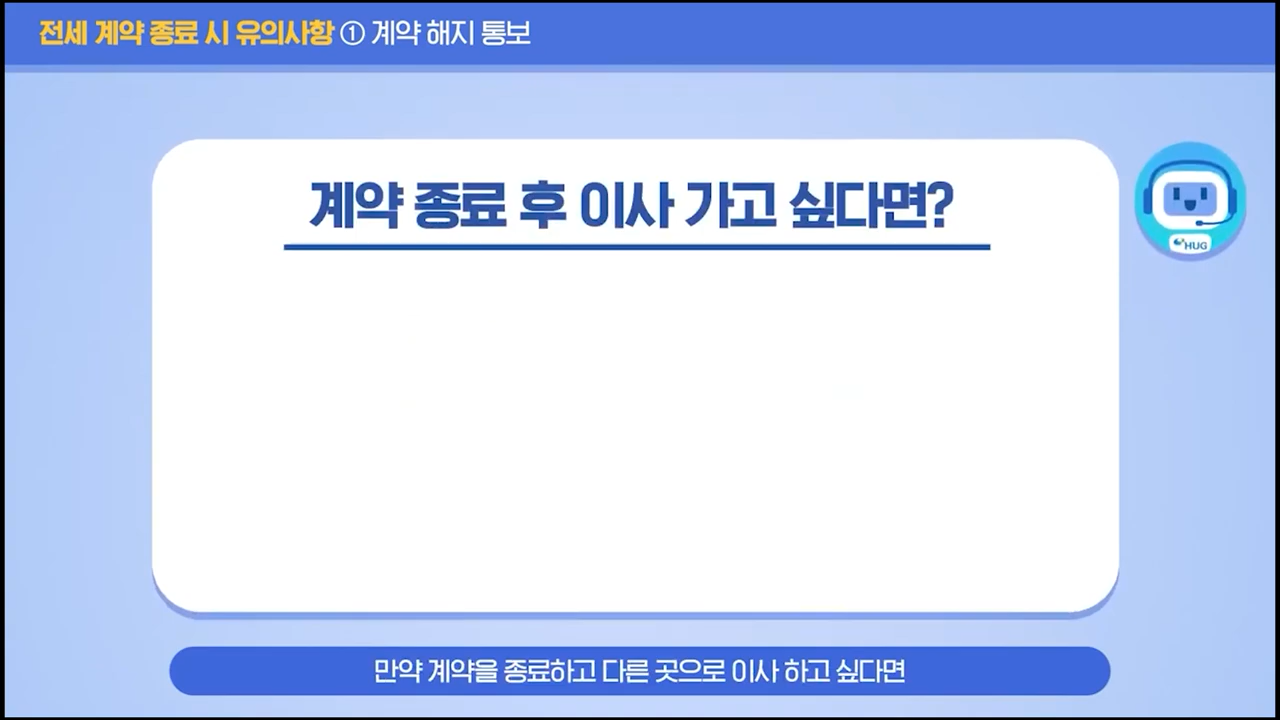 전세 계약 종료 시 유의사항 ① 계약 해지 통보
계약 종료 후 이사 가고 싶다면?
HUG
만약 계약을 종료하고 다른 곳으로 이사 하고 싶다면